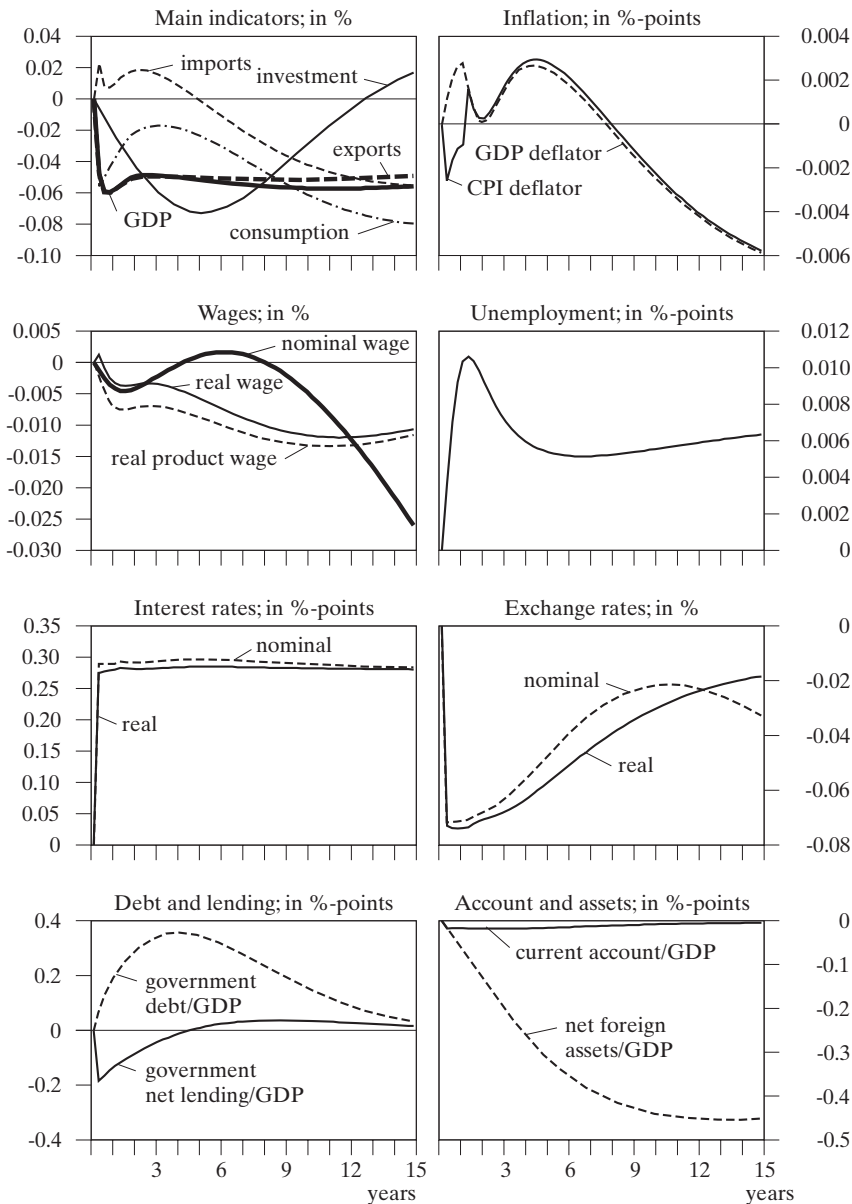 Main indicators; in %
0.04
0.02
0
-0.02
-0.04
-0.06
-0.08
-0.10
imports
investment
exports
GDP
consumption
Inflation; in %-points
0.004
0.002
0
-0.002
-0.004
-0.006
GDP deflator
CPI deflator
Wages; in %
0.005
0
-0.005
-0.010
-0.015
-0.020
-0.025
-0.030
nominal wage
real wage
real product wage
Unemployment; in %-points
0.012
0.010
0.008
0.006
0.004
0.002
0
Interest rates; in %-points
0.35
0.30
0.25
0.20
0.15
0.10
0.05
0
nominal
real
Exchange rates; in %
0
-0.02
-0.04
-0.06
-0.08
nominal
real
Debt and lending; in %-points
0.4
0.2
0
-0.2
-0.4
government
debt/GDP
government
net lending/GDP
3 6 9 12 15
years
Account and assets; in %-points
0
-0.1
-0.2
-0.3
-0.4
-0.5
current account/GDP
net foreign
assets/GDP
3 6 9 12 15
years